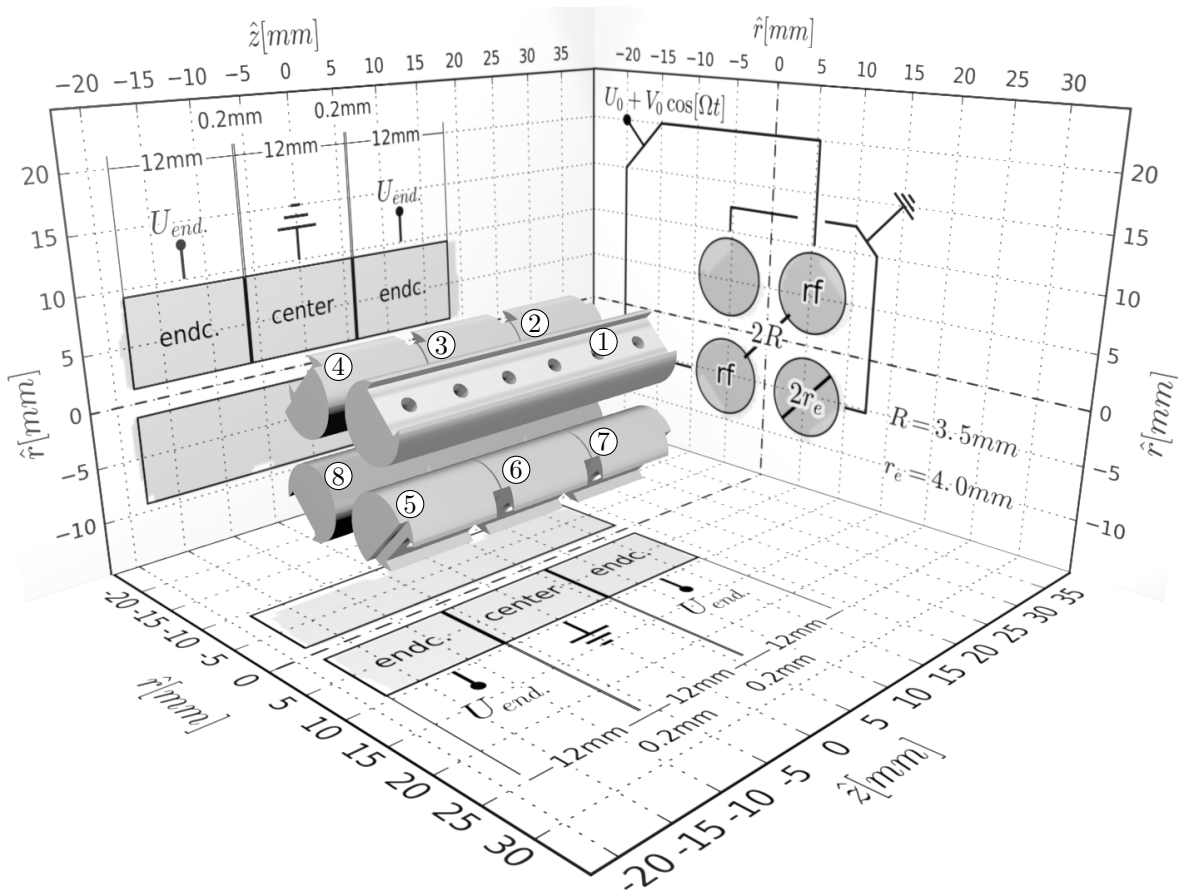 ẑ[mm]
-20 -15 -10 -5 0 5 10 15 20 25 30 35
r̂[mm]
-20 -15 -10 -5 0 5 10 15 20 25 30
0.2mm 0.2mm
12mm 12mm 12mm
U_end. U_end.
endc. center endc.
20
15
10
5
0
-5
-10
r̂[mm]
U_0 + V_0 cos[Ωt]
rf
2R
rf
2r_e
R = 3.5mm
r_e = 4.0mm
20
15
10
5
0
-5
-10
r̂[mm]
① ② ③ ④ ⑤ ⑥ ⑦ ⑧
endc. center endc.
U end. U end.
12mm 12mm 12mm
0.2mm 0.2mm
-20 -15 -10 -5 0 5 10 15 20 25 30
r̂[mm]
-20 -15 -10 -5 0 5 10 15 20 25 30 35
ẑ[mm]